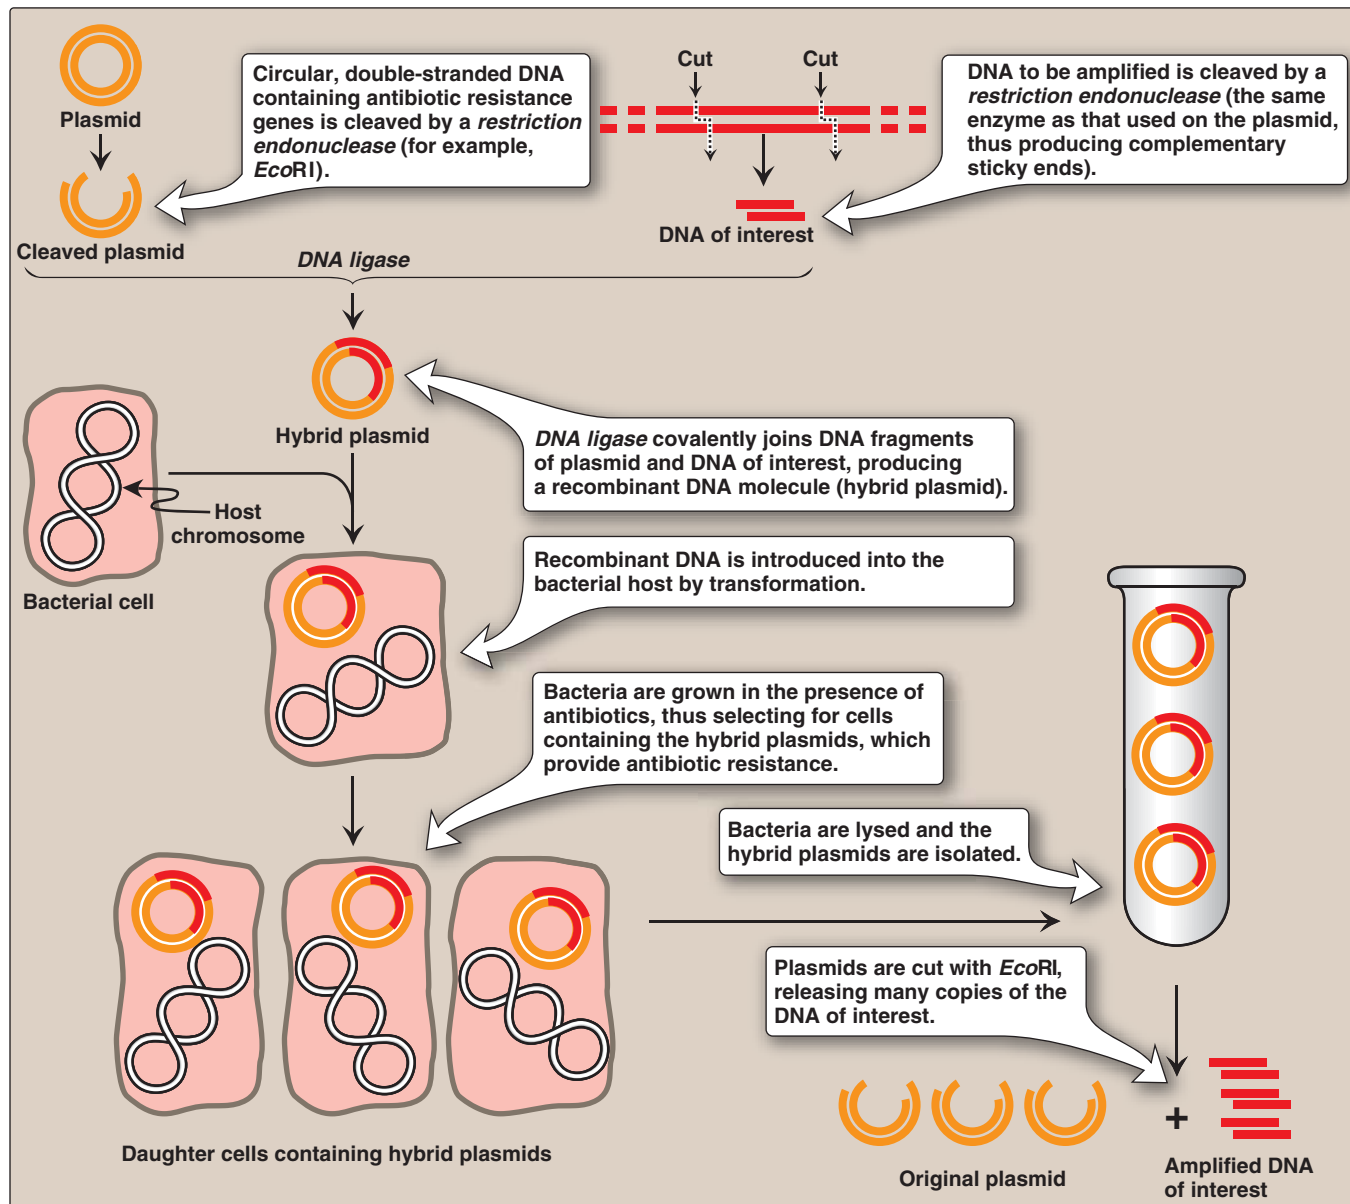 Plasmid
Circular, double-stranded DNA
containing antibiotic resistance
genes is cleaved by a restriction
endonuclease (for example,
EcoRI).
Cut
Cut
DNA to be amplified is cleaved by a
restriction endonuclease (the same
enzyme as that used on the plasmid,
thus producing complementary
sticky ends).
Cleaved plasmid
DNA of interest
DNA ligase
Hybrid plasmid
DNA ligase covalently joins DNA fragments
of plasmid and DNA of interest, producing
a recombinant DNA molecule (hybrid plasmid).
Host
chromosome
Bacterial cell
Recombinant DNA is introduced into the
bacterial host by transformation.
Bacteria are grown in the presence of
antibiotics, thus selecting for cells
containing the hybrid plasmids, which
provide antibiotic resistance.
Bacteria are lysed and the
hybrid plasmids are isolated.
Plasmids are cut with EcoRI,
releasing many copies of the
DNA of interest.
Daughter cells containing hybrid plasmids
+
Original plasmid
Amplified DNA
of interest